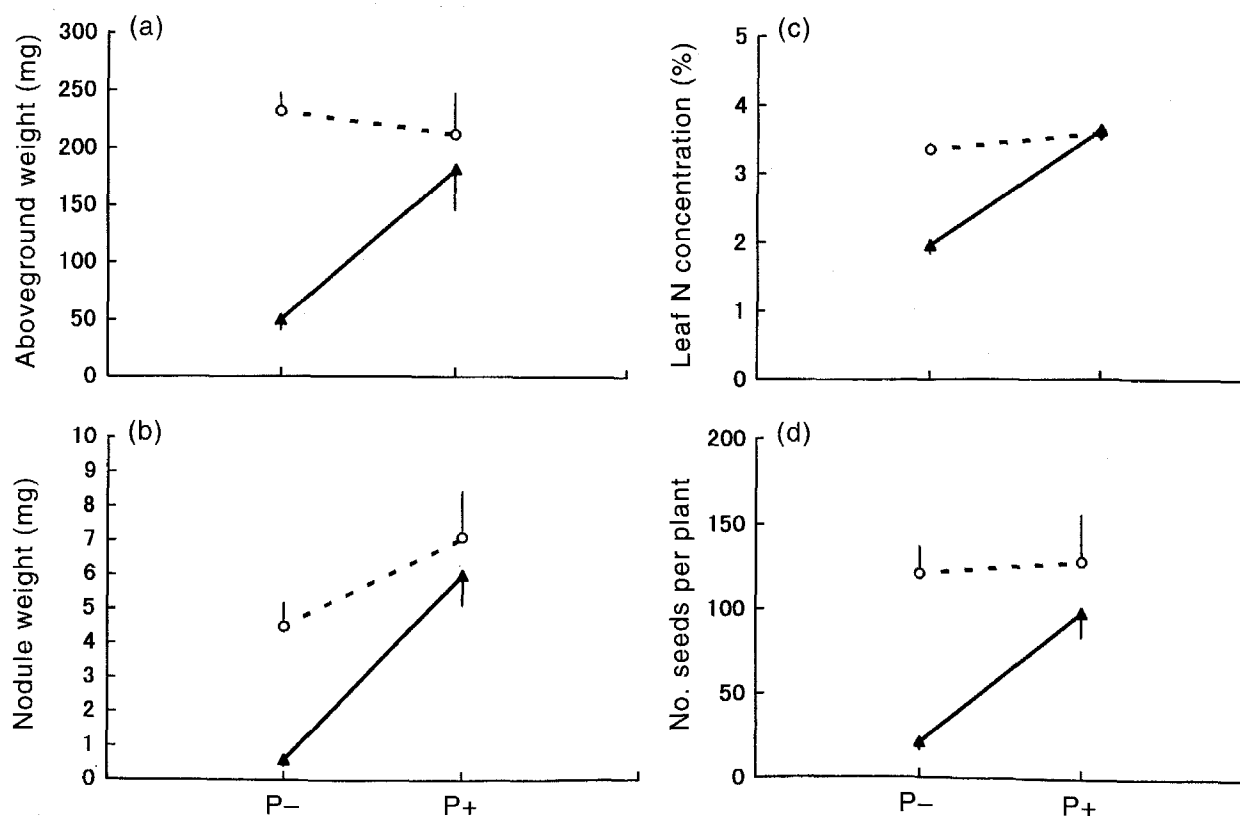 (a)
Aboveground weight (mg)
300
250
200
150
100
50
0
(b)
Nodule weight (mg)
10
9
8
7
6
5
4
3
2
1
0
P− P+
(c)
Leaf N concentration (%)
5
4
3
2
1
0
(d)
No. seeds per plant
200
150
100
50
0
P− P+